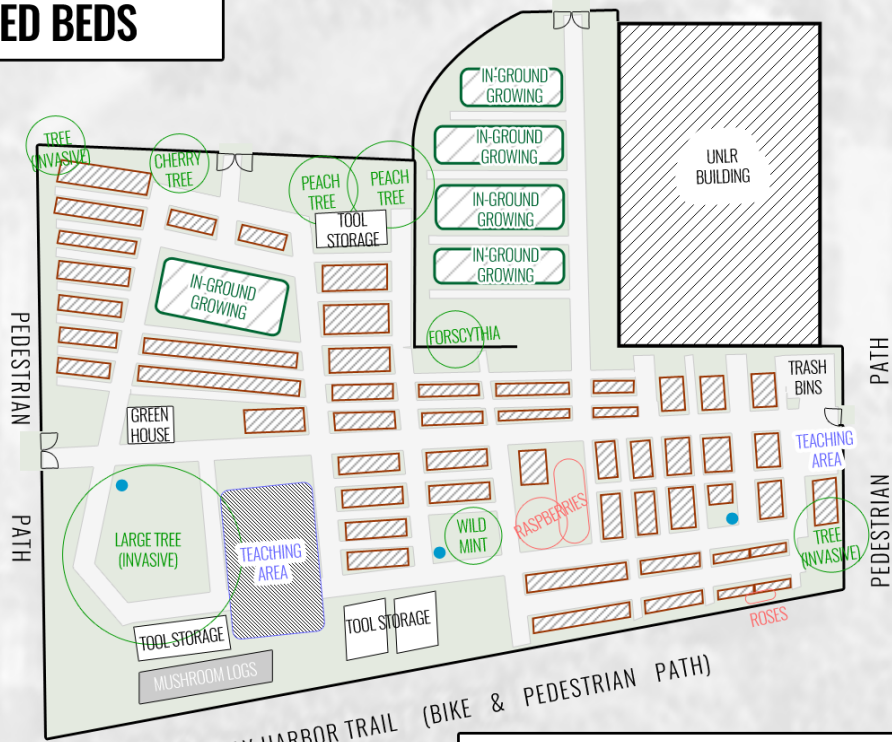 ED BEDS
TREE
(INVASIVE)
CHERRY
TREE
PEACH
TREE
PEACH
TREE
TOOL
STORAGE
IN-GROUND
GROWING
IN-GROUND
GROWING
IN-GROUND
GROWING
IN-GROUND
GROWING
UNLR
BUILDING
IN-GROUND
GROWING
FORSCYTHIA
PEDESTRIAN
PATH
GREEN
HOUSE
TRASH
BINS
PATH
PEDESTRIAN
TEACHING
AREA
LARGE TREE
(INVASIVE)
TEACTHING
AREA
WILD
MINT
RASPBERRIES
TREE
(INVASIVE)
TOOL STORAGE
TOOL STORAGE
MUSHROOM LOGS
ROSES
HARBOR TRAIL (BIKE & PEDESTRIAN PATH)